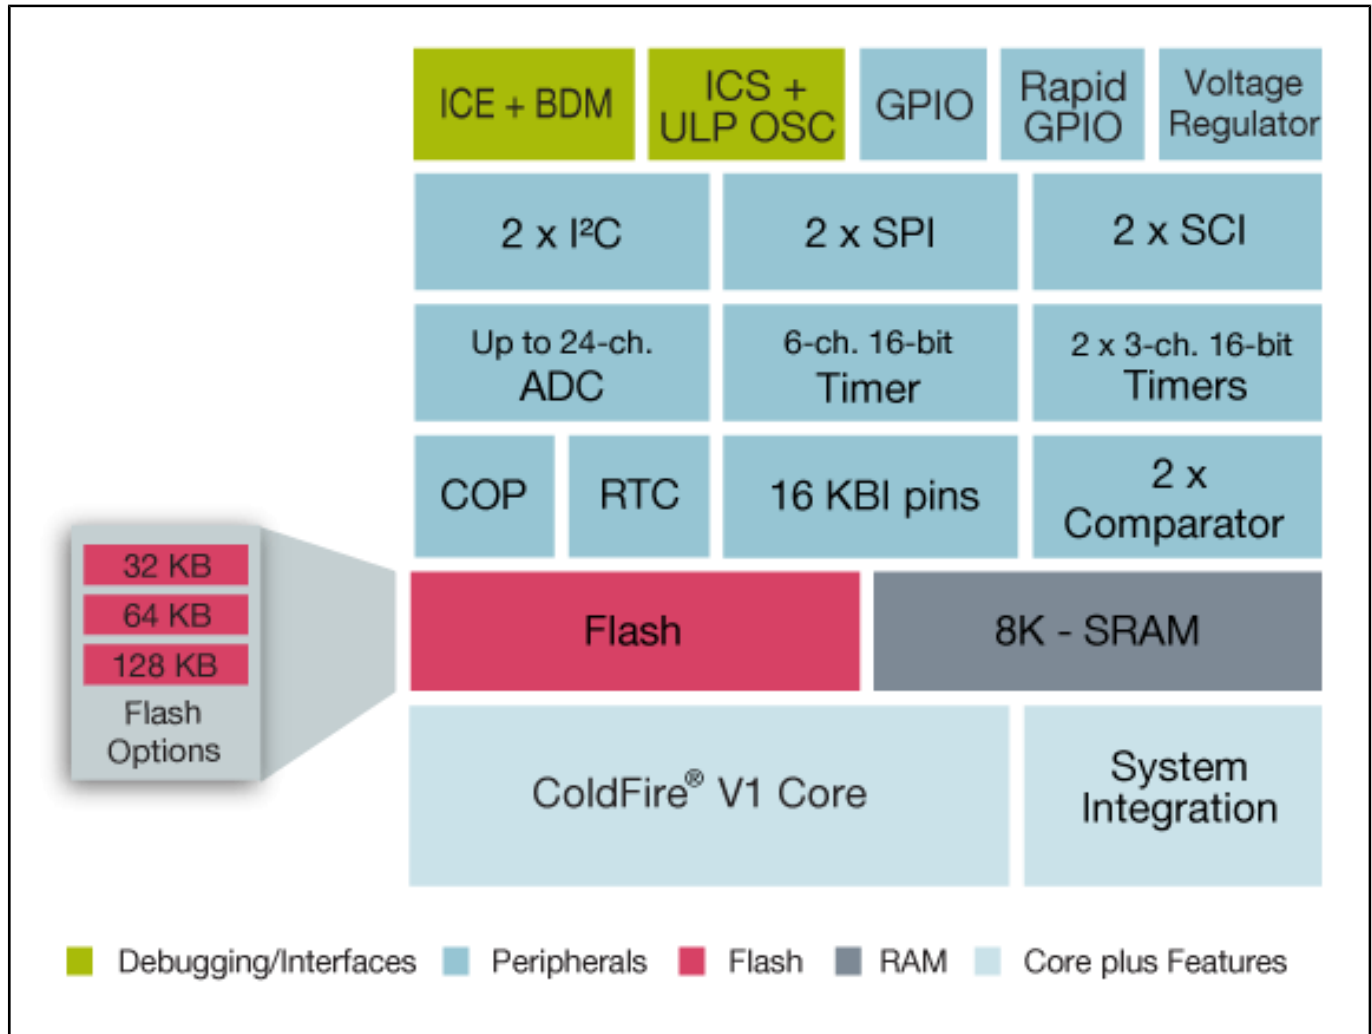 ICE + BDM
ICS +
ULP OSC
GPIO
Rapid
GPIO
Voltage
Regulator
2 x I²C
2 x SPI
2 x SCI
Up to 24-ch.
ADC
6-ch. 16-bit
Timer
2 x 3-ch. 16-bit
Timers
COP
RTC
16 KBI pins
2 x
Comparator
32 KB
64 KB
128 KB
Flash
Options
Flash
8K - SRAM
ColdFire® V1 Core
System
Integration
Debugging/Interfaces
Peripherals
Flash
RAM
Core plus Features